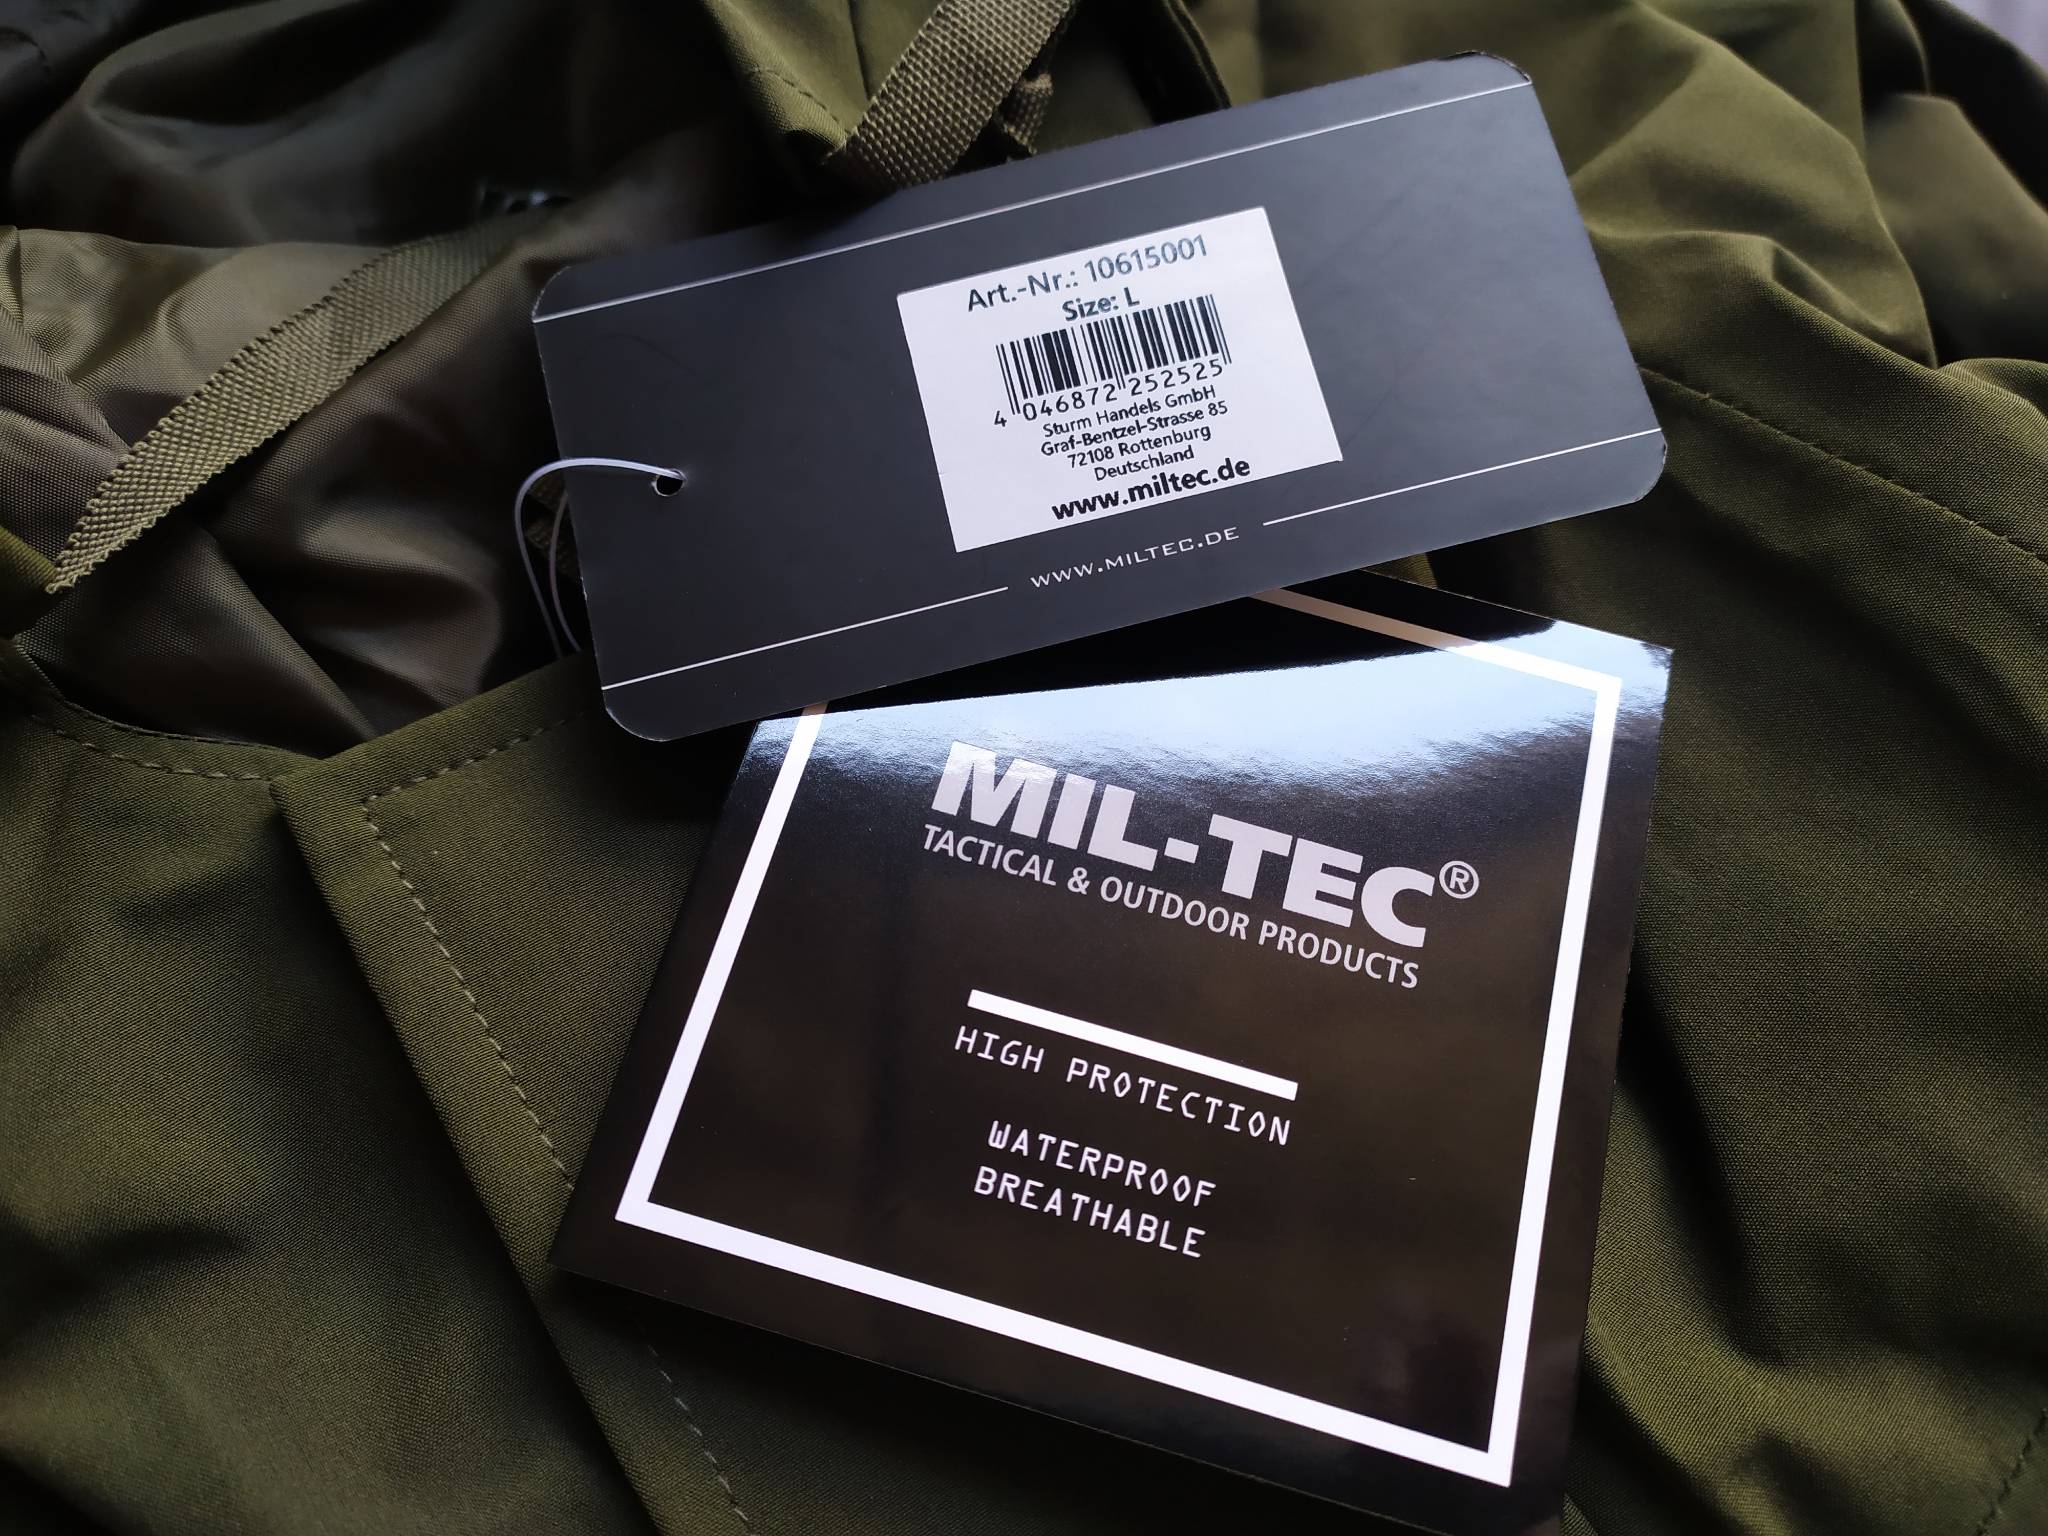 Art.-Nr.: 10615001
Size: L
4 046872 252525
Sturm Handels GmbH
Graf-Bentzel-Strasse 85
72108 Rottenburg
Deutschland
www.miltec.de
WWW.MILTEC.DE
MIL-TEC®
TACTICAL & OUTDOOR PRODUCTS
HIGH PROTECTION
WATERPROOF
BREATHABLE